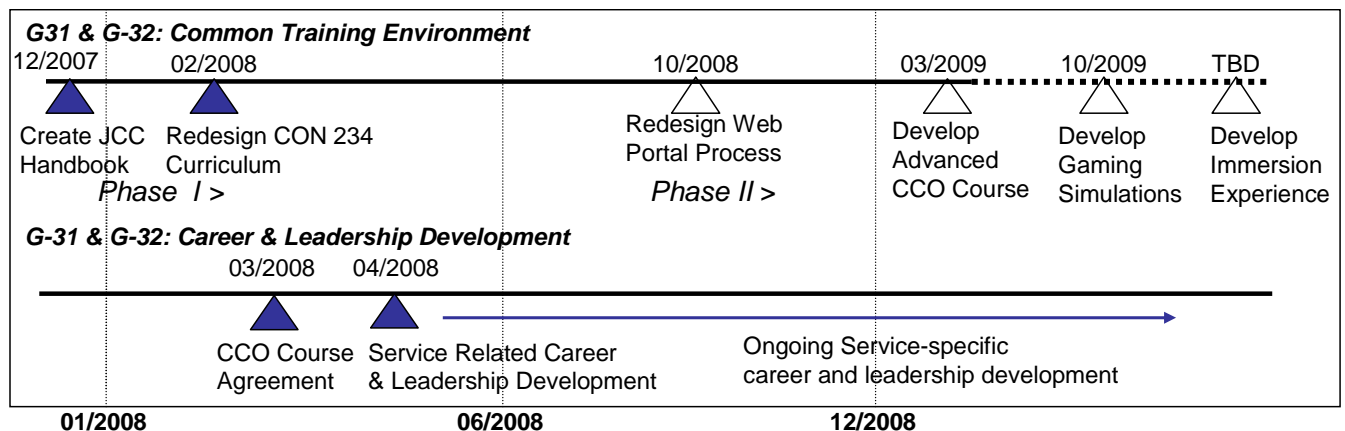 G31 & G-32: Common Training Environment
12/2007 02/2008 10/2008 03/2009 10/2009 TBD
Create JCC
Handbook
Redesign CON 234
Curriculum
Redesign Web
Portal Process
Develop
Advanced
CCO Course
Develop
Gaming
Simulations
Develop
Immersion
Experience
Phase I >
Phase II >
G-31 & G-32: Career & Leadership Development
03/2008 04/2008
CCO Course
Agreement
Service Related Career
& Leadership Development
Ongoing Service-specific
career and leadership development
01/2008 06/2008 12/2008